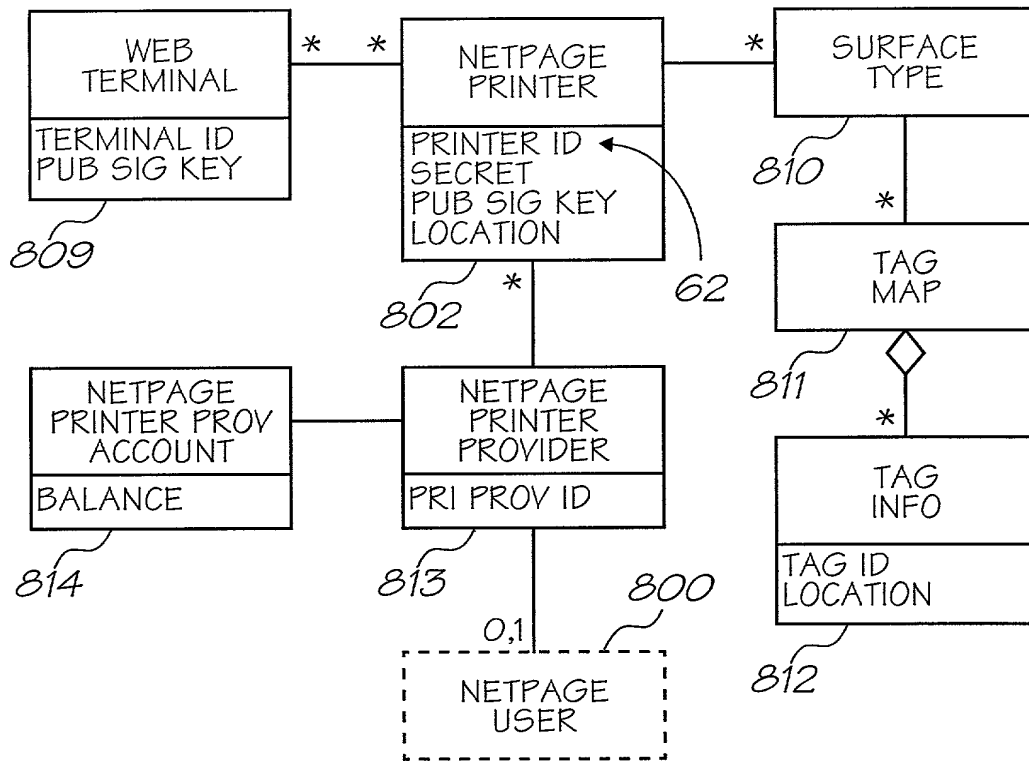 WEB
TERMINAL
TERMINAL ID
PUB SIG KEY
809
* *
NETPAGE
PRINTER
PRINTER ID
SECRET
PUB SIG KEY
LOCATION
802
62
*
*
SURFACE
TYPE
810
*
TAG
MAP
811
*
TAG
INFO
TAG ID
LOCATION
812
NETPAGE
PRINTER PROV
ACCOUNT
BALANCE
814
NETPAGE
PRINTER
PROVIDER
PRI PROV ID
813
0,1
800
NETPAGE
USER